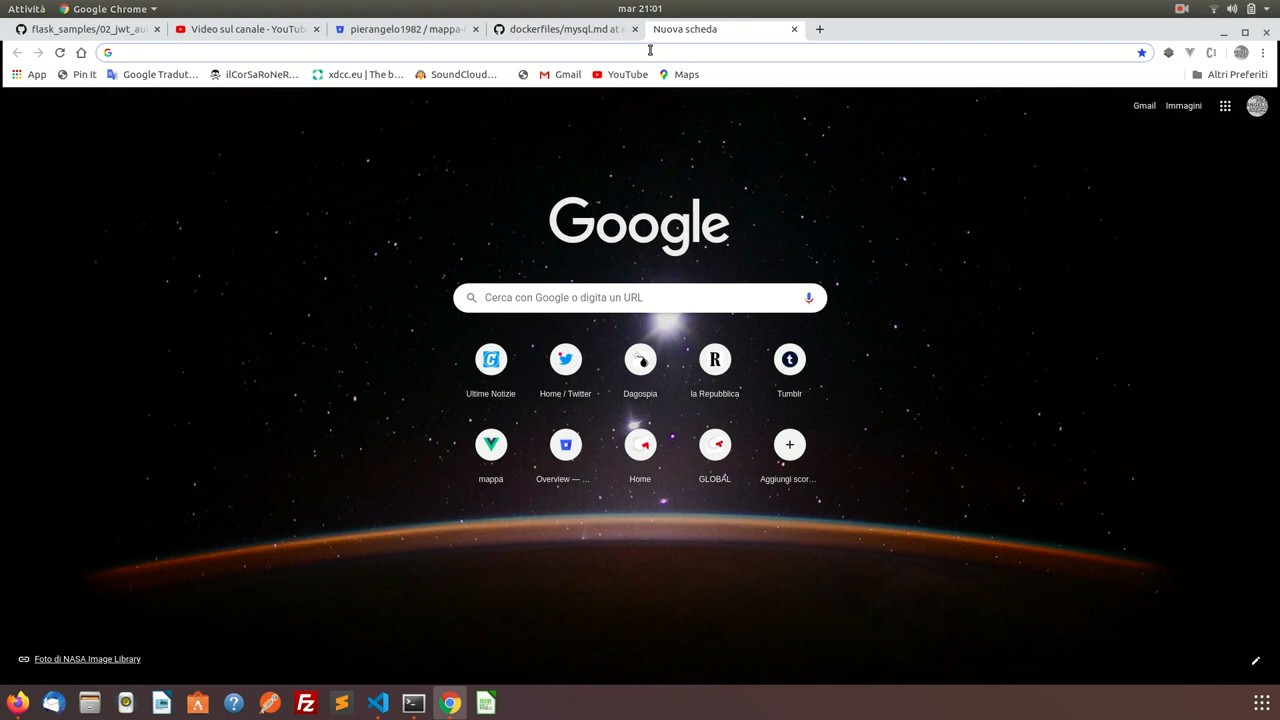 Attività Google Chrome mar 21:01
flask_samples/02_jwt_au Video sul canale - YouTub pierangelo1982 / mappa- dockerfiles/mysql.md at m Nuova scheda
App Pin It Google Tradut... ilCorSaRoNeR... xdcc.eu | The b... SoundCloud... Gmail YouTube Maps Altri Preferiti
Gmail Immagini
Google
Cerca con Google o digita un URL
Ultime Notizie Home / Twitter Dagospia la Repubblica Tumblr
mappa Overview — ... Home GLOBAL Aggiungi scor...
Foto di NASA Image Library